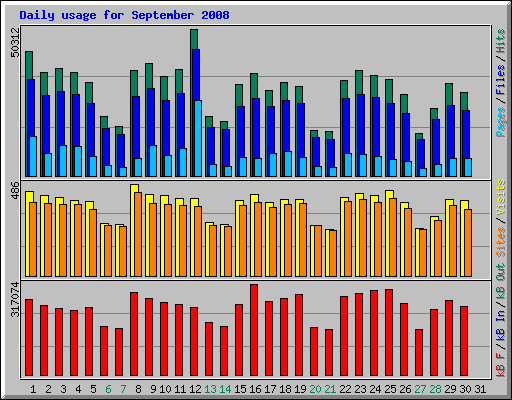 Daily usage for September 2008
50312
486
317074
Pages / Files / Hits
Sites / Visits
kB F / kB In / kB Out
1 2 3 4 5 6 7 8 9 10 11 12 13 14 15 16 17 18 19 20 21 22 23 24 25 26 27 28 29 30 31